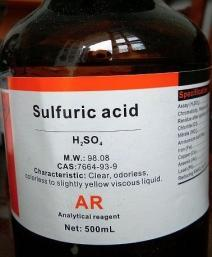 Sulfuric acid
H₂SO₄
M.W.: 98.08
CAS:7664-93-9
Characteristic: Clear, odorless,
colorless to slightly yellow viscous liquid.
AR
Analytical reagent
Net: 500mL
Specification